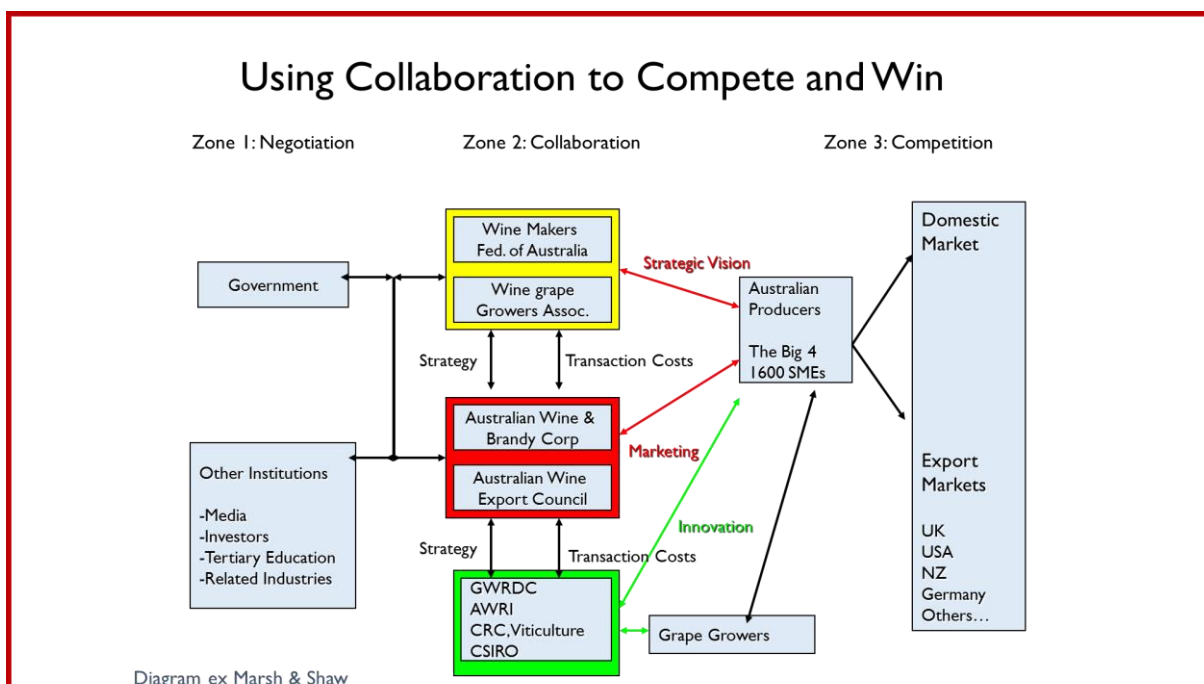 Using Collaboration to Compete and Win
Zone 1: Negotiation
Zone 2: Collaboration
Zone 3: Competition
Government
Other Institutions
-Media
-Investors
-Tertiary Education
-Related Industries
Wine Makers
Fed. of Australia
Wine grape
Growers Assoc.
Strategy
Transaction Costs
Australian Wine &
Brandy Corp
Australian Wine
Export Council
Strategy
Transaction Costs
GWRDC
AWRI
CRC,Viticulture
CSIRO
Strategic Vision
Marketing
Innovation
Australian
Producers
The Big 4
1600 SMEs
Grape Growers
Domestic
Market
Export
Markets
UK
USA
NZ
Germany
Others…
Diagram ex Marsh & Shaw